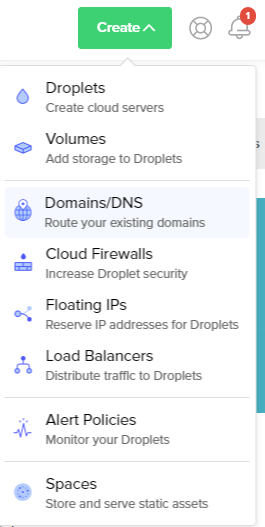 Create
1
Droplets
Create cloud servers
Volumes
Add storage to Droplets
Domains/DNS
Route your existing domains
Cloud Firewalls
Increase Droplet security
Floating IPs
Reserve IP addresses for Droplets
Load Balancers
Distribute traffic to Droplets
Alert Policies
Monitor your Droplets
Spaces
Store and serve static assets